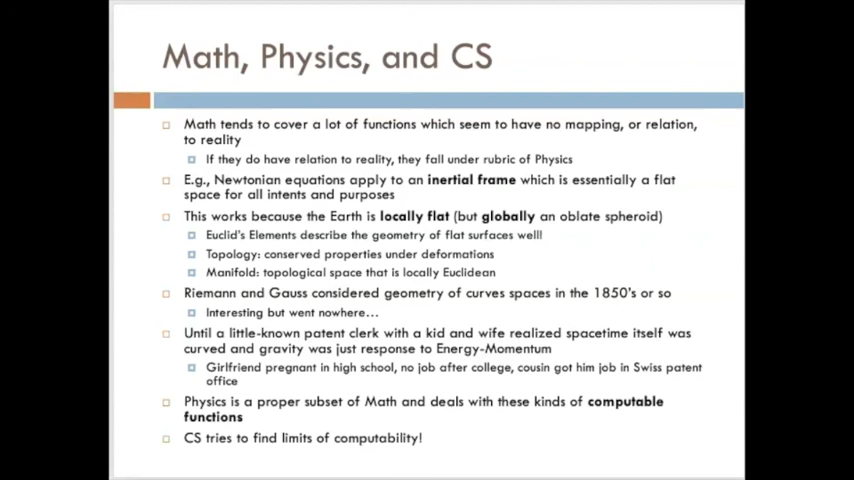 Math, Physics, and CS
Math tends to cover a lot of functions which seem to have no mapping, or relation,
to reality
If they do have relation to reality, they fall under rubric of Physics
E.g., Newtonian equations apply to an inertial frame which is essentially a flat
space for all intents and purposes
This works because the Earth is locally flat (but globally an oblate spheroid)
Euclid's Elements describe the geometry of flat surfaces well!
Topology: conserved properties under deformations
Manifold: topological space that is locally Euclidean
Riemann and Gauss considered geometry of curves spaces in the 1850's or so
Interesting but went nowhere...
Until a little-known patent clerk with a kid and wife realized spacetime itself was
curved and gravity was just response to Energy-Momentum
Girlfriend pregnant in high school, no job after college, cousin got him job in Swiss patent
office
Physics is a proper subset of Math and deals with these kinds of computable
functions
CS tries to find limits of computability!